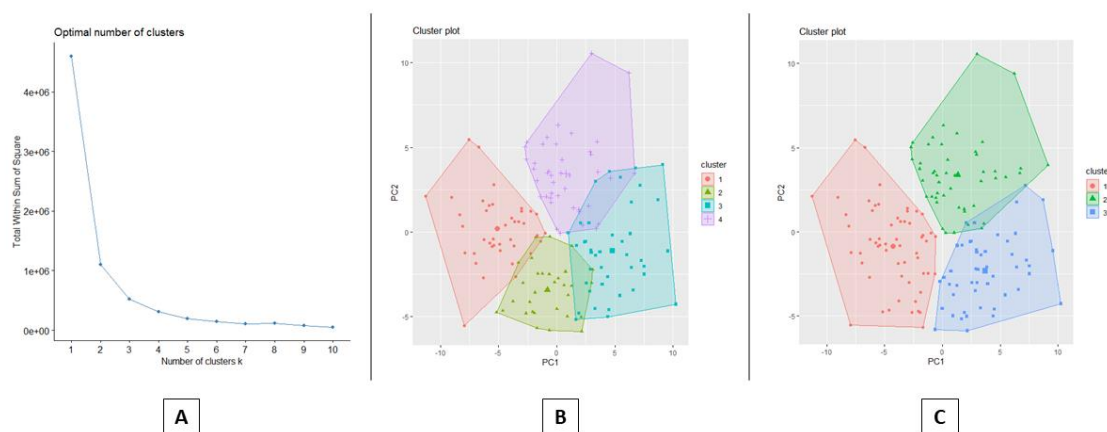 Optimal number of clusters
Total Within Sum of Square
4e+06
3e+06
2e+06
1e+06
0e+00
1 2 3 4 5 6 7 8 9 10
Number of clusters k
A
Cluster plot
PC2
10
5
0
-5
-10 -5 0 5 10
PC1
cluster
1
2
3
4
B
Cluster plot
PC2
10
5
0
-5
-10 -5 0 5 10
PC1
cluster
1
2
3
C